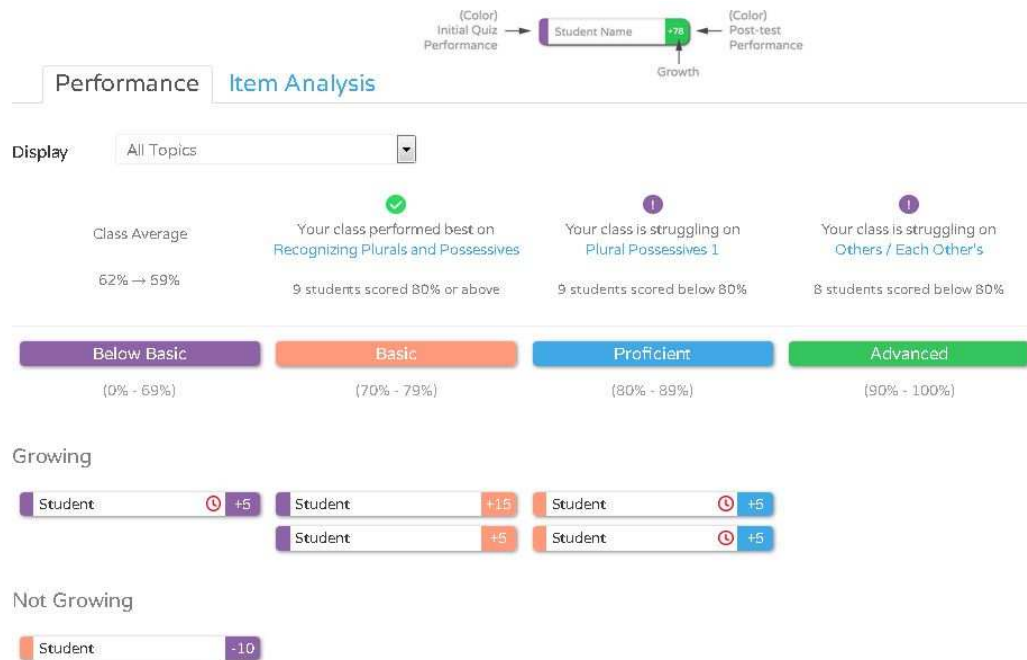 (Color)
Initial Quiz
Performance
Student Name
+78
(Color)
Post-test
Performance
Growth
Performance
Item Analysis
Display
All Topics
Class Average
62% → 59%
Your class performed best on
Recognizing Plurals and Possessives
9 students scored 80% or above
!
Your class is struggling on
Plural Possessives 1
9 students scored below 80%
!
Your class is struggling on
Others / Each Other's
8 students scored below 80%
Below Basic
(0% - 69%)
Basic
(70% - 79%)
Proficient
(80% - 89%)
Advanced
(90% - 100%)
Growing
Student +5
Student +15
Student +5
Student +5
Student +5
Not Growing
Student -10